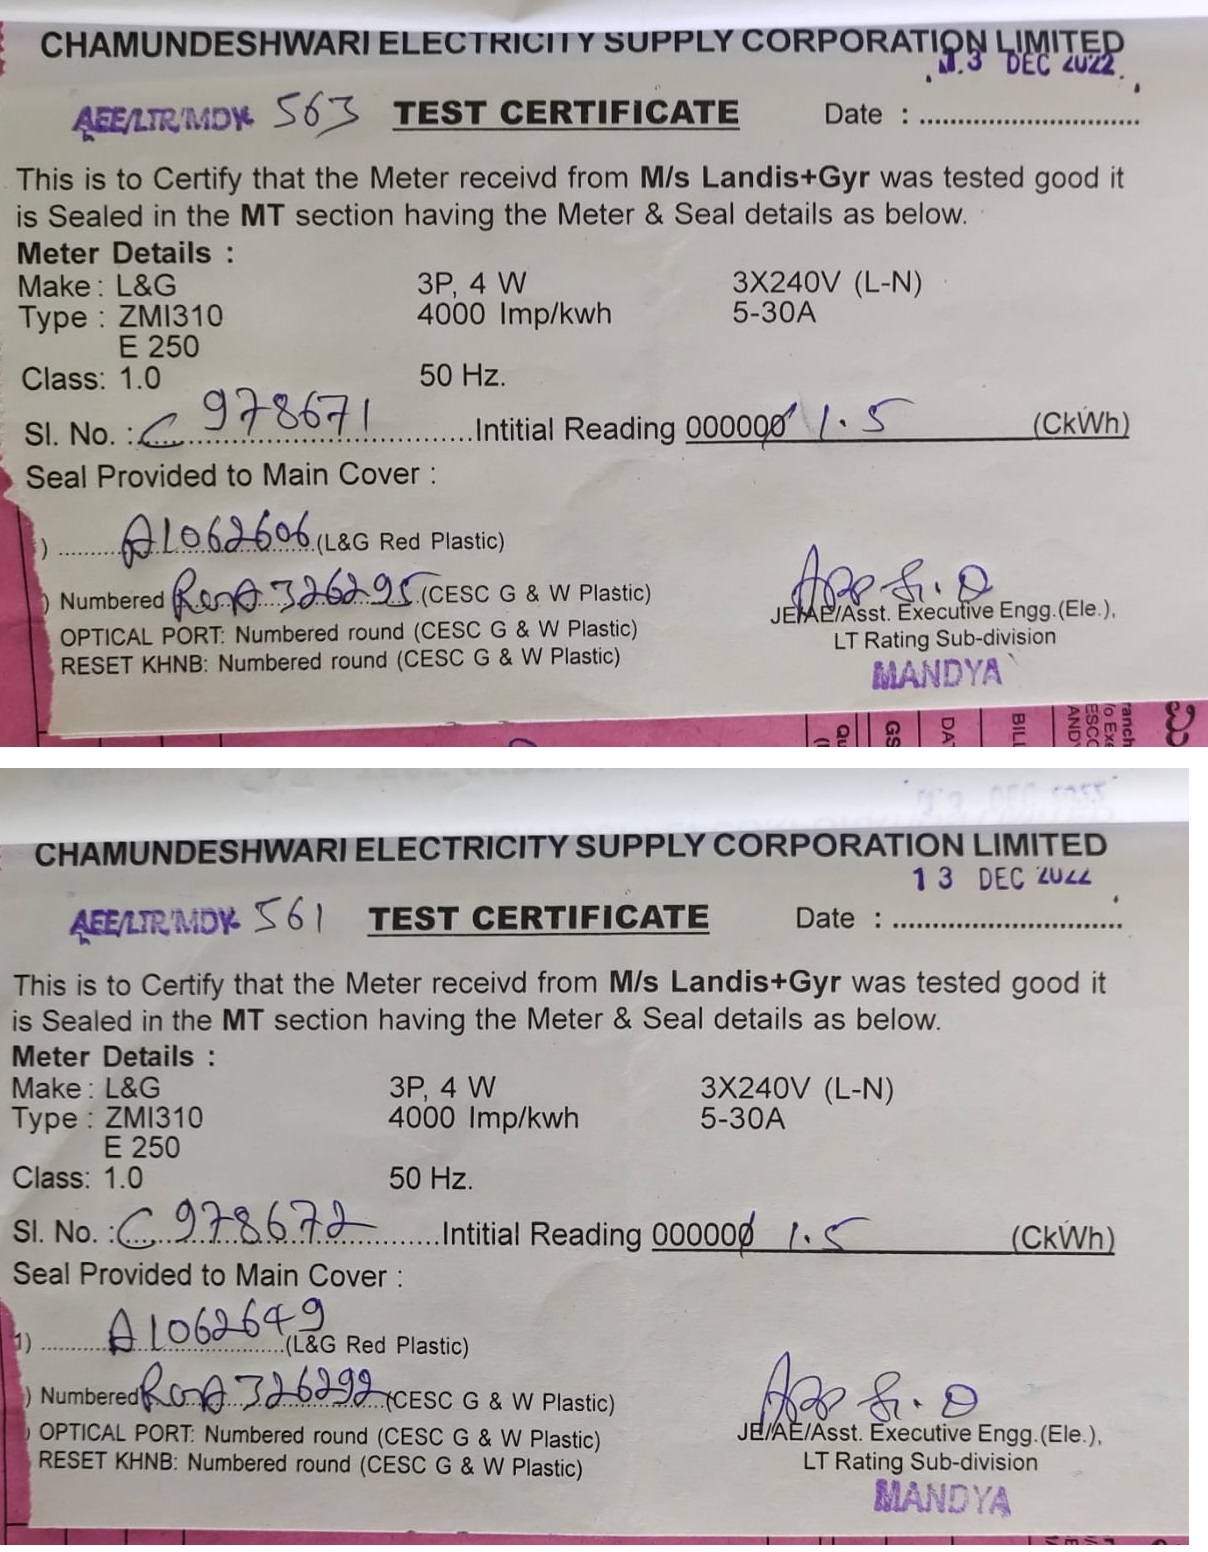 CHAMUNDESHWARI ELECTRICITY SUPPLY CORPORATION LIMITED
13 DEC 2022
AEE/LTR/MDY 563 TEST CERTIFICATE Date : ..............................
This is to Certify that the Meter receivd from M/s Landis+Gyr was tested good it
is Sealed in the MT section having the Meter & Seal details as below.
Meter Details :
Make : L&G 3P, 4 W 3X240V (L-N)
Type : ZMI310 4000 Imp/kwh 5-30A
E 250
Class: 1.0 50 Hz.
Sl. No. : C 978671 Intitial Reading 000000 1.5 (CkWh)
Seal Provided to Main Cover :
) A1062606 (L&G Red Plastic)
) Numbered 326295 (CESC G & W Plastic)
OPTICAL PORT: Numbered round (CESC G & W Plastic)
RESET KHNB: Numbered round (CESC G & W Plastic)
JE/AE/Asst. Executive Engg.(Ele.),
LT Rating Sub-division
MANDYA
GS
DA
BILL
CHAMUNDESHWARI ELECTRICITY SUPPLY CORPORATION LIMITED
13 DEC 2022
AEE/LTR/MDY 561 TEST CERTIFICATE Date : ..............................
This is to Certify that the Meter receivd from M/s Landis+Gyr was tested good it
is Sealed in the MT section having the Meter & Seal details as below.
Meter Details :
Make : L&G 3P, 4 W 3X240V (L-N)
Type : ZMI310 4000 Imp/kwh 5-30A
E 250
Class: 1.0 50 Hz.
Sl. No. : C 978672 Intitial Reading 000000 1.5 (CkWh)
Seal Provided to Main Cover :
1) A1062649 (L&G Red Plastic)
) Numbered 326292 (CESC G & W Plastic)
) OPTICAL PORT: Numbered round (CESC G & W Plastic)
RESET KHNB: Numbered round (CESC G & W Plastic)
JE/AE/Asst. Executive Engg.(Ele.),
LT Rating Sub-division
MANDYA